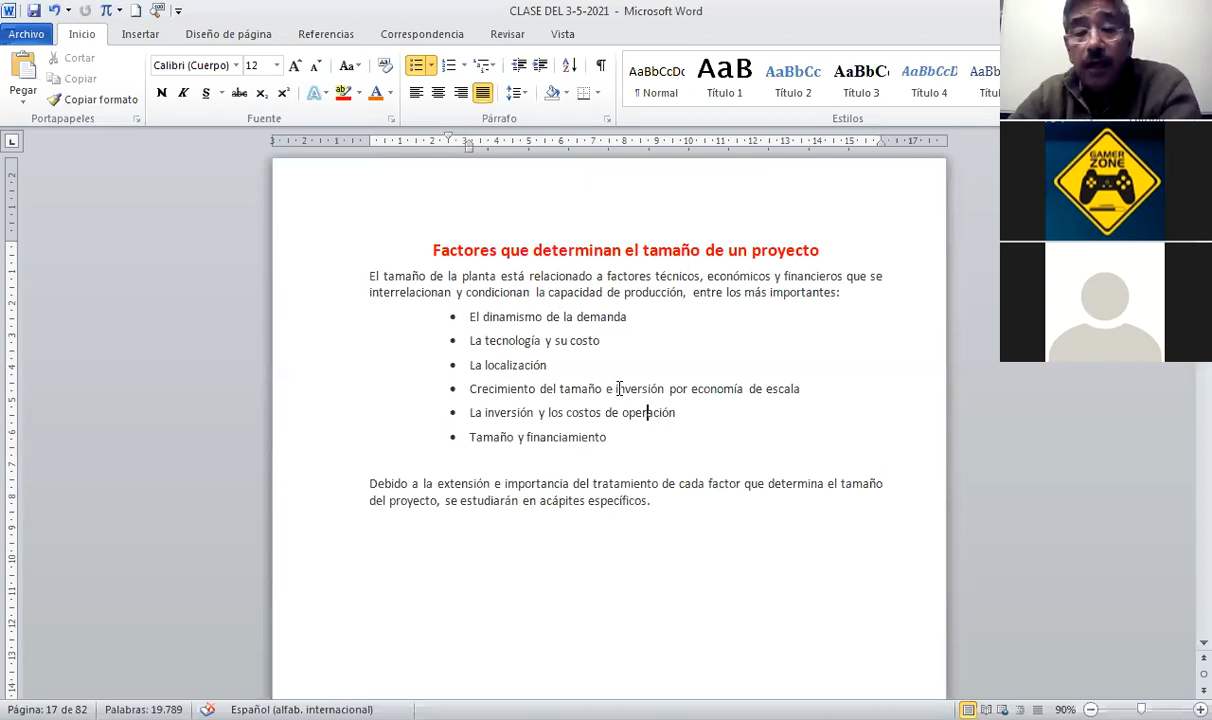 CLASE DEL 3-5-2021 - Microsoft Word
Archivo Inicio Insertar Diseño de página Referencias Correspondencia Revisar Vista
Pegar
Cortar
Copiar
Copiar formato
Portapapeles
Calibri (Cuerpo) 12
N K S abc x₂ x²
Fuente
Párrafo
AaBbCcDc AaB AaBbCc AaBbCc AaBbCcDc AaBb
¶ Normal Título 1 Título 2 Título 3 Título 4
Estilos
GAMER
ZONE
Factores que determinan el tamaño de un proyecto
El tamaño de la planta está relacionado a factores técnicos, económicos y financieros que se
interrelacionan y condicionan la capacidad de producción, entre los más importantes:
• El dinamismo de la demanda
• La tecnología y su costo
• La localización
• Crecimiento del tamaño e inversión por economía de escala
• La inversión y los costos de operación
• Tamaño y financiamiento
Debido a la extensión e importancia del tratamiento de cada factor que determina el tamaño
del proyecto, se estudiarán en acápites específicos.
Página: 17 de 82 Palabras: 19.789 Español (alfab. internacional) 90%